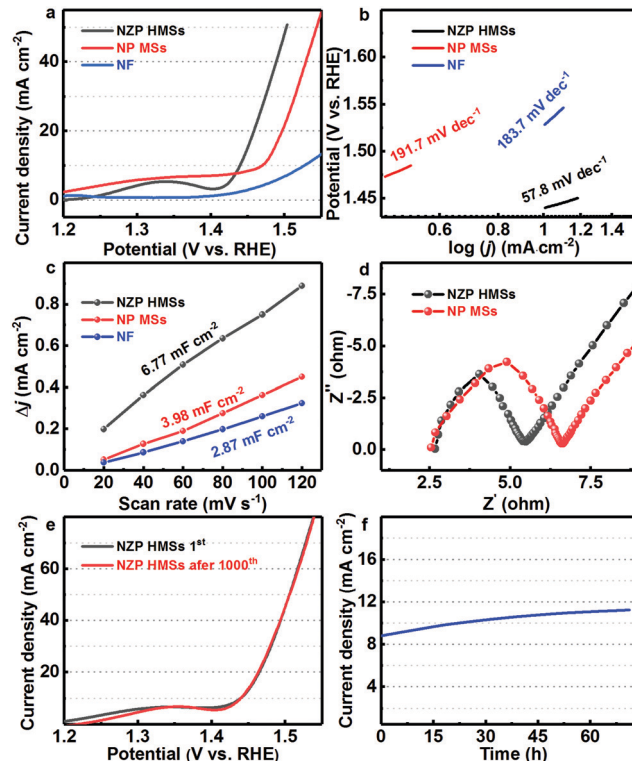 a
NZP HMSs
NP MSs
NF
Current density (mA cm⁻²)
40
20
0
1.2 1.3 1.4 1.5
Potential (V vs. RHE)
b
NZP HMSs
NP MSs
NF
Potential (V vs. RHE)
1.60
1.55
1.50
1.45
191.7 mV dec⁻¹
183.7 mV dec⁻¹
57.8 mV dec⁻¹
0.4 0.8 1.2
log (j) (mA·cm⁻²)
c
NZP HMSs
NP MSs
NF
Δj (mA cm⁻²)
0.8
0.6
0.4
0.2
0.0
6.77 mF cm⁻²
3.98 mF cm⁻²
2.87 mF cm⁻²
0 20 40 60 80 100 120
Scan rate (mV s⁻¹)
d
NZP HMSs
NP MSs
Z'' (ohm)
-7.5
-5.0
-2.5
0.0
2.5 5.0 7.5
Z' (ohm)
e
NZP HMSs 1ˢᵗ
NZP HMSs afer 1000ᵗʰ
Current density (mA cm⁻²)
80
60
40
20
0
1.2 1.3 1.4 1.5
Potential (V vs. RHE)
f
Current density (mA cm⁻²)
16
12
8
4
0 15 30 45 60
Time (h)